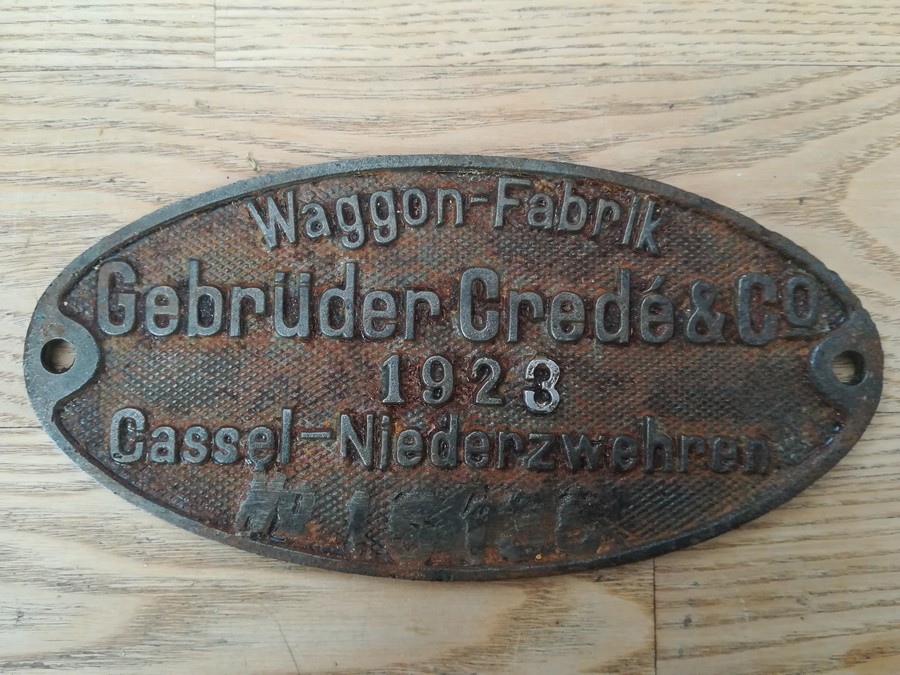 Waggon-Fabrik
Gebrüder Credé & Co
1923
Cassel-Niederzwehren